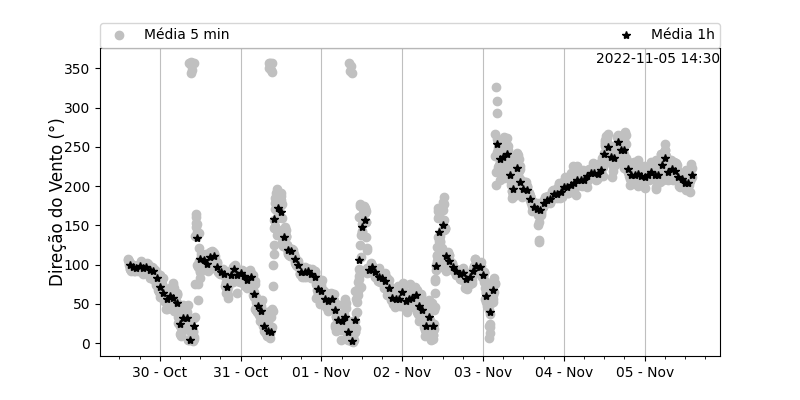 Média 5 min
Média 1h
2022-11-05 14:30
Direção do Vento (°)
350
300
250
200
150
100
50
0
30 - Oct
31 - Oct
01 - Nov
02 - Nov
03 - Nov
04 - Nov
05 - Nov